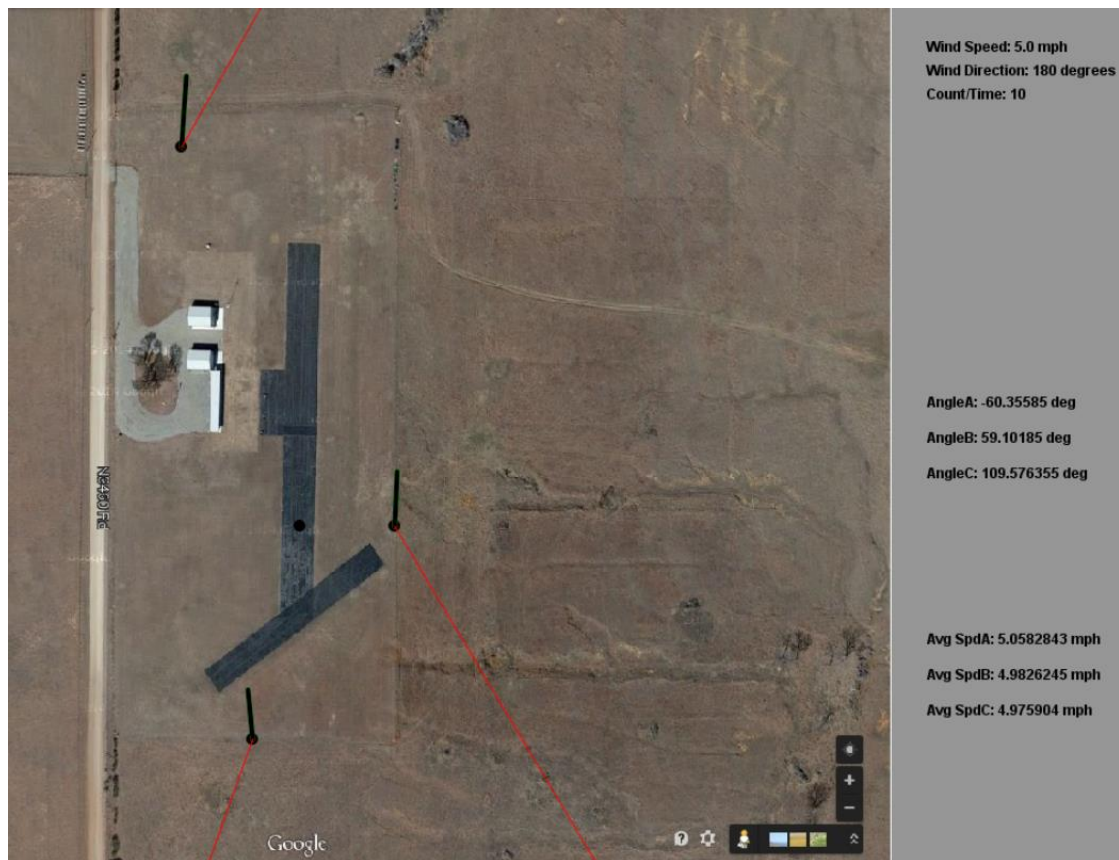 Wind Speed: 5.0 mph
Wind Direction: 180 degrees
Count/Time: 10
AngleA: -60.35585 deg
AngleB: 59.10185 deg
AngleC: 109.576355 deg
Avg SpdA: 5.0582843 mph
Avg SpdB: 4.9826245 mph
Avg SpdC: 4.975904 mph
Google